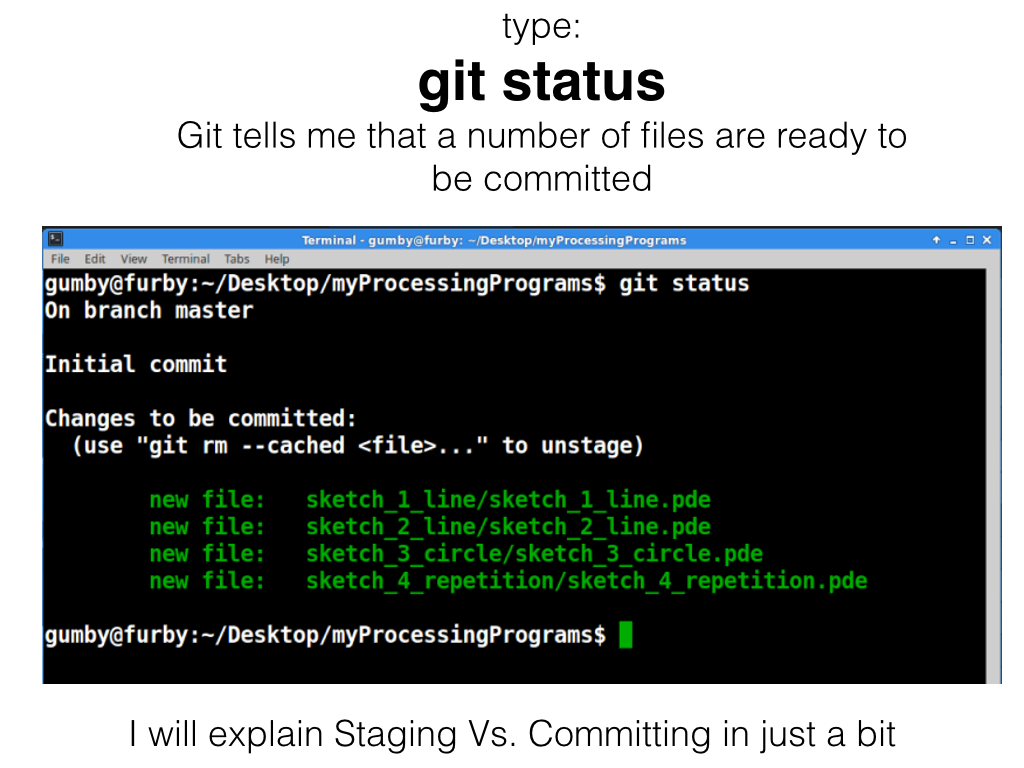 type:
git status
Git tells me that a number of files are ready to
be committed
Terminal - gumby@furby: ~/Desktop/myProcessingPrograms
File Edit View Terminal Tabs Help
gumby@furby:~/Desktop/myProcessingPrograms$ git status
On branch master
Initial commit
Changes to be committed:
(use "git rm --cached <file>..." to unstage)
new file: sketch_1_line/sketch_1_line.pde
new file: sketch_2_line/sketch_2_line.pde
new file: sketch_3_circle/sketch_3_circle.pde
new file: sketch_4_repetition/sketch_4_repetition.pde
gumby@furby:~/Desktop/myProcessingPrograms$
I will explain Staging Vs. Committing in just a bit